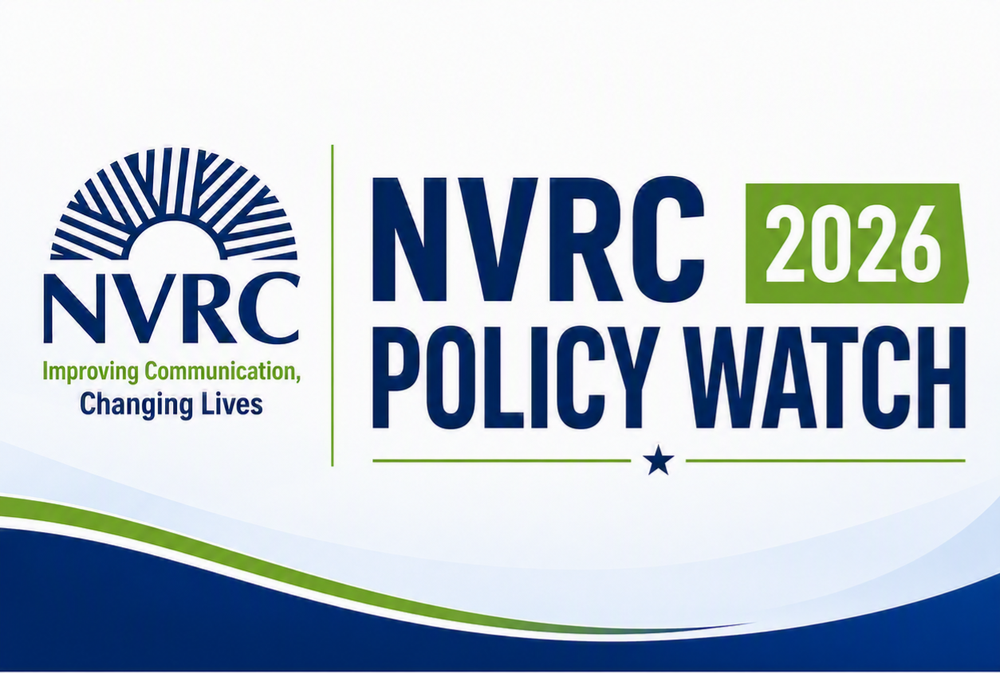 NVRC
Improving Communication,
Changing Lives
NVRC 2026
POLICY WATCH